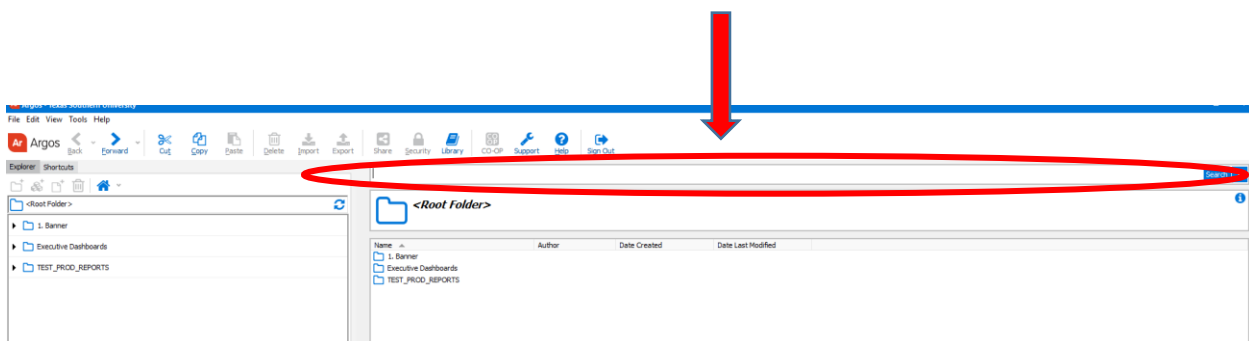 Argos - Texas Southern University
File Edit View Tools Help
Ar Argos Back Forward Cut Copy Paste Delete Import Export Share Security Library CO-OP Support Help Sign Out
Explorer Shortcuts
Search
<Root Folder>
1. Banner
Executive Dashboards
TEST_PROD_REPORTS
<Root Folder>
Name Author Date Created Date Last Modified
1. Banner
Executive Dashboards
TEST_PROD_REPORTS